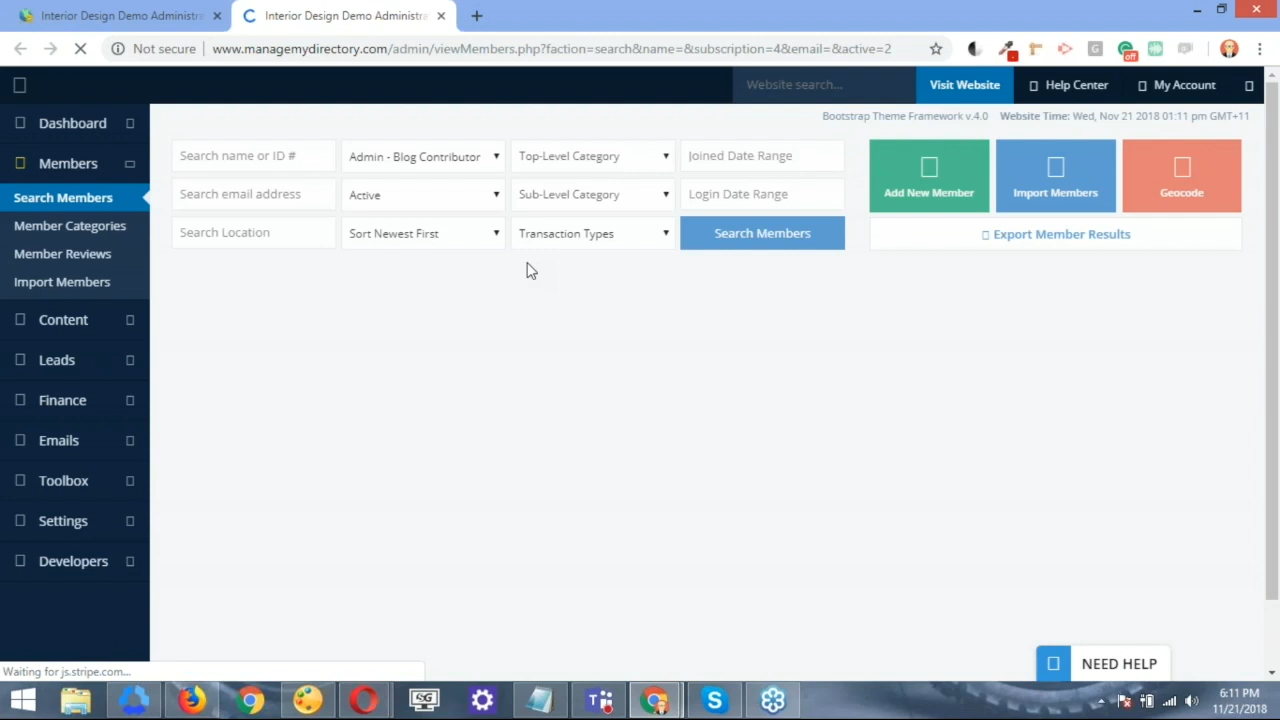 Interior Design Demo Administra
Interior Design Demo Administra
Not secure
www.managemydirectory.com/admin/viewMembers.php?faction=search&name=&subscription=4&email=&active=2
off
Website search...
Visit Website
Help Center
My Account
Bootstrap Theme Framework v.4.0 Website Time: Wed, Nov 21 2018 01:11 pm GMT+11
Dashboard
Members
Search Members
Member Categories
Member Reviews
Import Members
Content
Leads
Finance
Emails
Toolbox
Settings
Developers
Search name or ID #
Admin - Blog Contributor
Top-Level Category
Joined Date Range
Search email address
Active
Sub-Level Category
Login Date Range
Search Location
Sort Newest First
Transaction Types
Search Members
Add New Member
Import Members
Geocode
Export Member Results
Waiting for js.stripe.com...
NEED HELP
SG
6:11 PM
11/21/2018